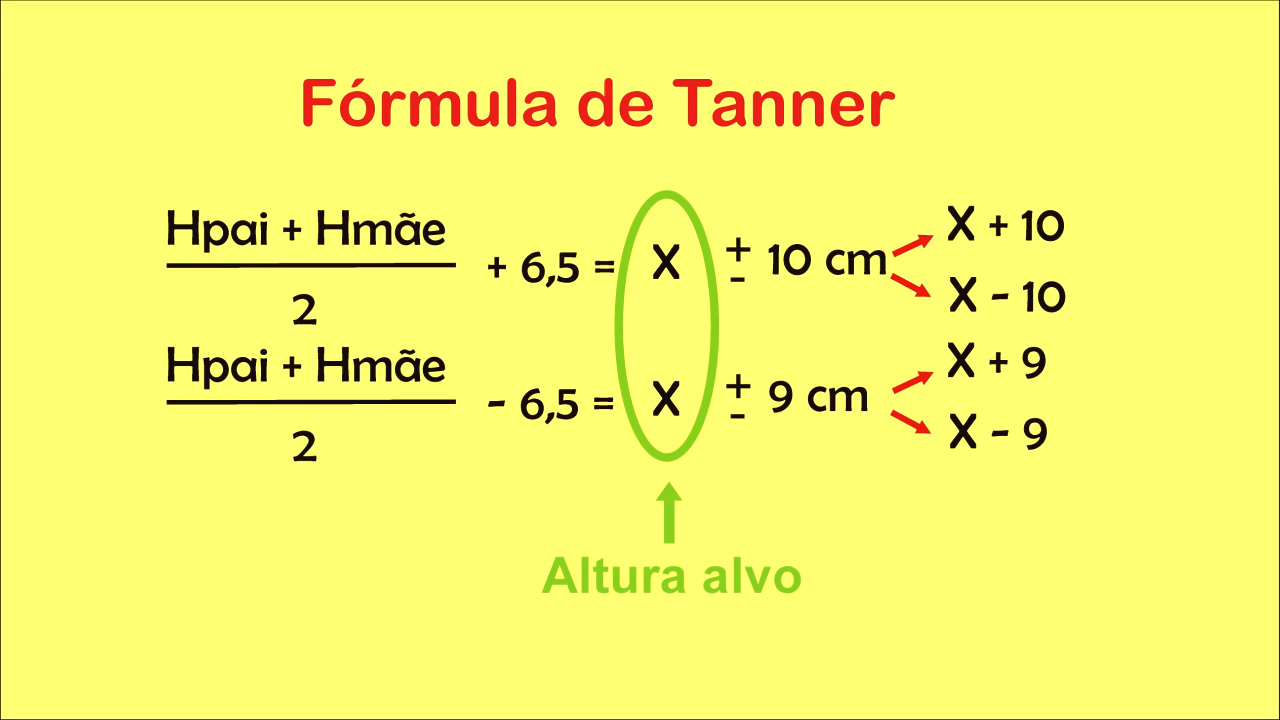 Fórmula de Tanner
Hpai + Hmãe
2
+ 6,5 = X ± 10 cm
X + 10
X - 10
Hpai + Hmãe
2
- 6,5 = X ± 9 cm
X + 9
X - 9
Altura alvo